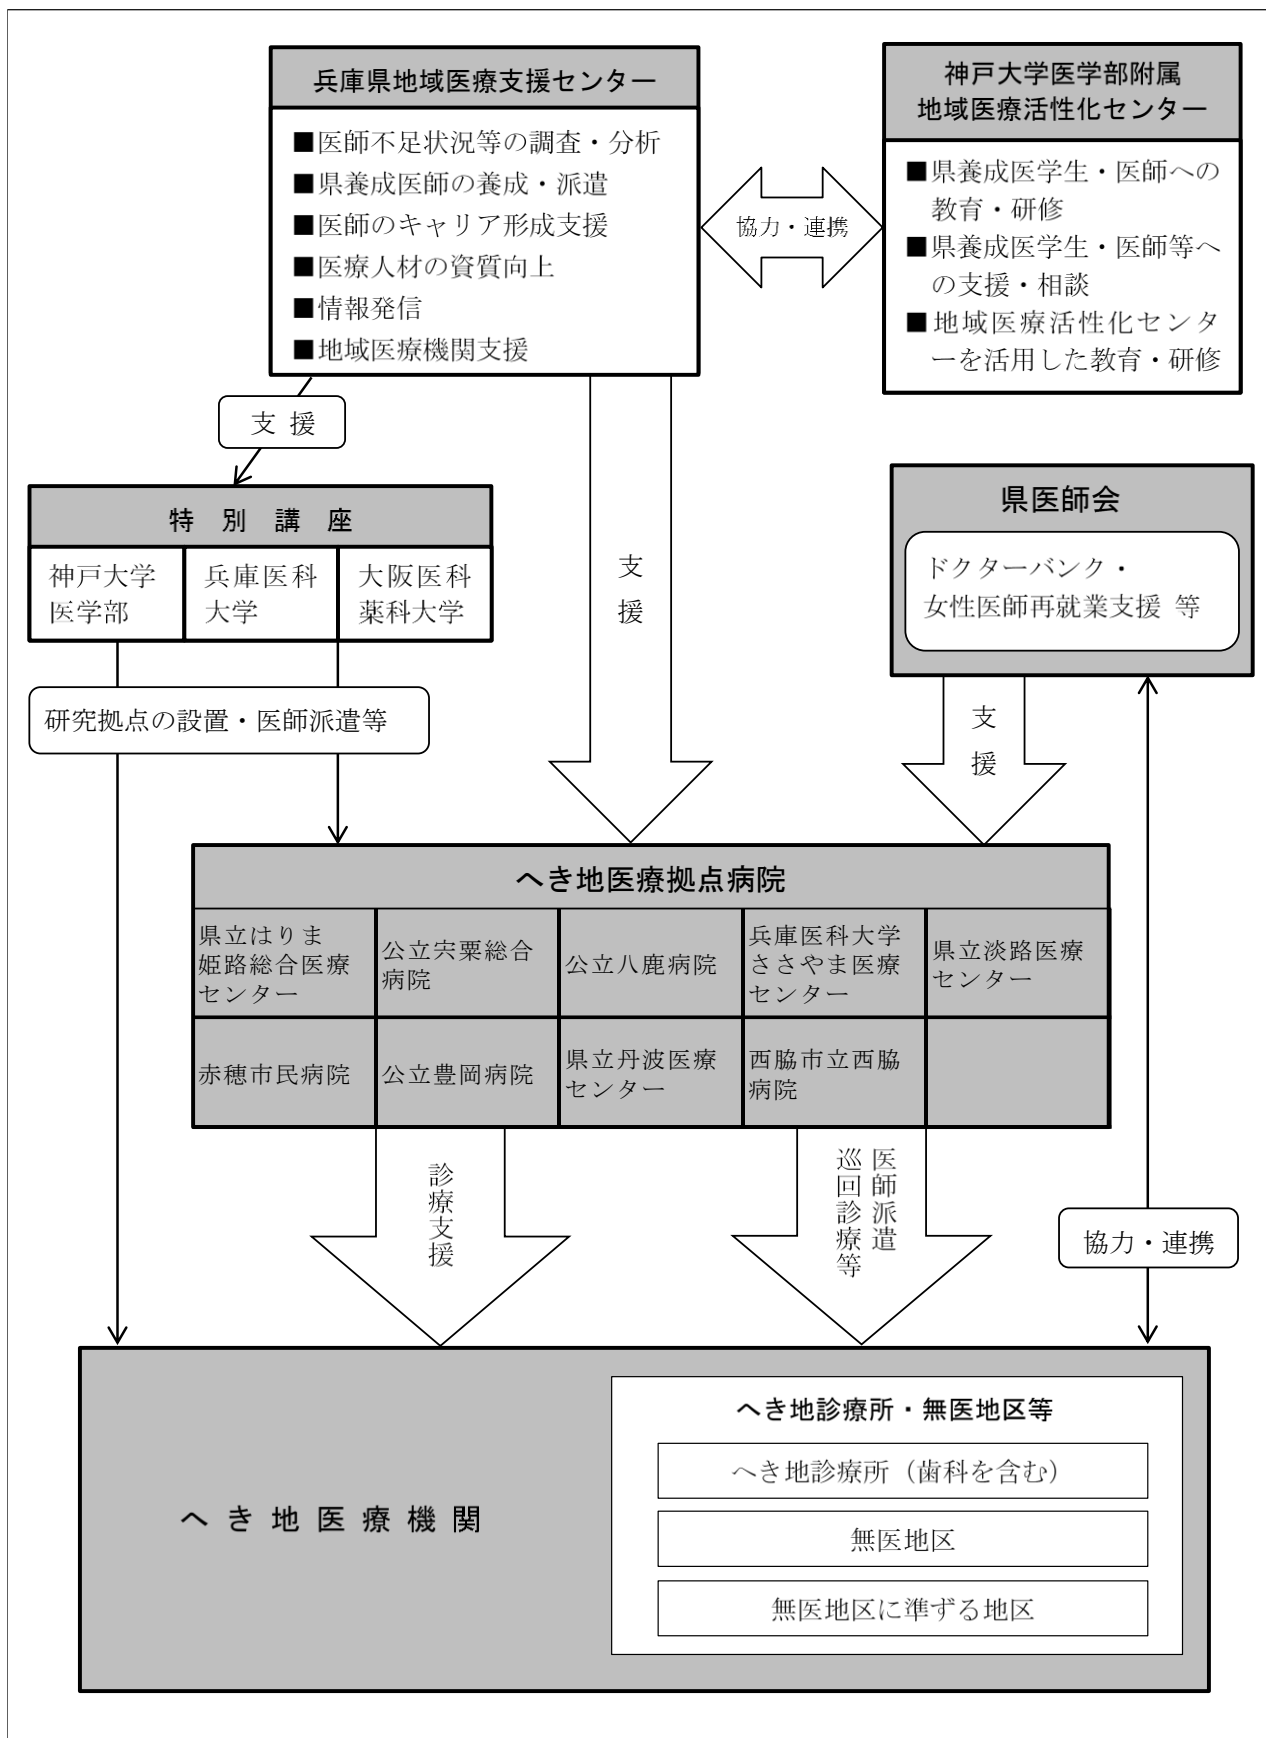 兵庫県地域医療支援センター
■医師不足状況等の調査・分析
■県養成医師の養成・派遣
■医師のキャリア形成支援
■医療人材の資質向上
■情報発信
■地域医療機関支援
協力・連携
神戸大学医学部附属
地域医療活性化センター
■県養成医学生・医師への
教育・研修
■県養成医学生・医師等へ
の支援・相談
■地域医療活性化センタ
ーを活用した教育・研修
支 援
特 別 講 座
神戸大学
医学部
兵庫医科
大学
大阪医科
薬科大学
研究拠点の設置・医師派遣等
支
援
県医師会
ドクターバンク・
女性医師再就業支援 等
支
援
へき地医療拠点病院
県立はりま
姫路総合医療
センター
公立宍粟総合
病院
公立八鹿病院
兵庫医科大学
ささやま医療
センター
県立淡路医療
センター
赤穂市民病院
公立豊岡病院
県立丹波医療
センター
西脇市立西脇
病院
診療支援
医師派遣
巡回診療等
協力・連携
へ き 地 医 療 機 関
へき地診療所・無医地区等
へき地診療所（歯科を含む）
無医地区
無医地区に準ずる地区